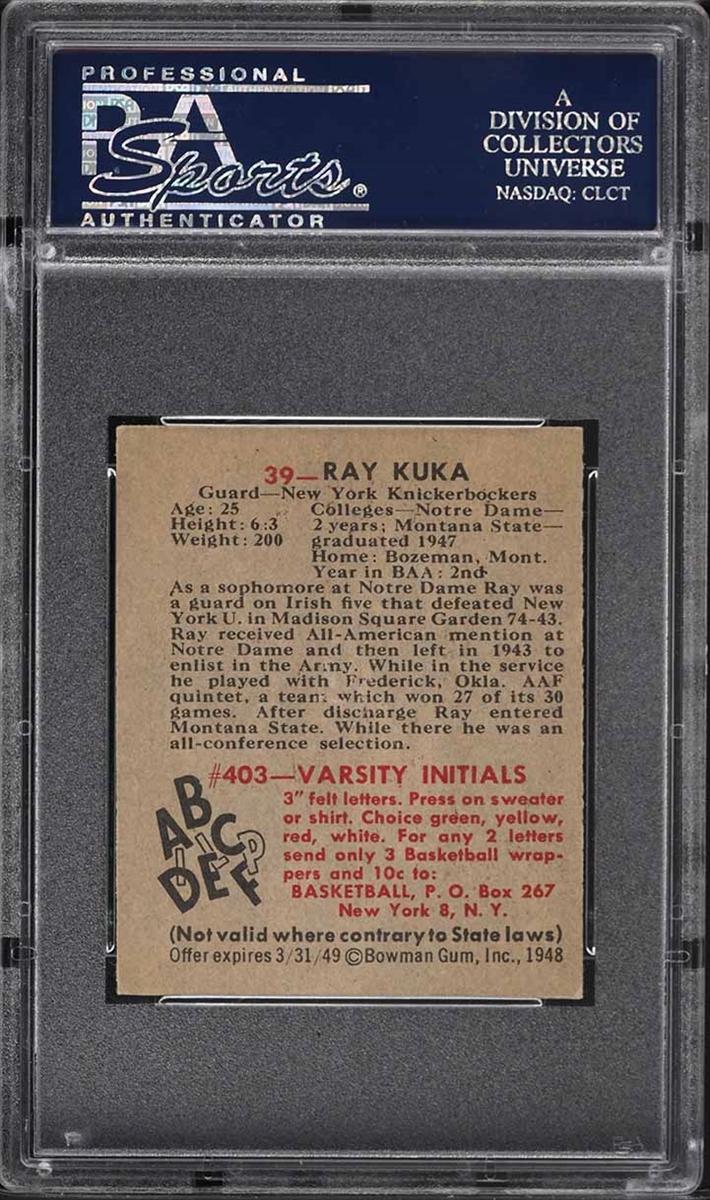 PROFESSIONAL
PSA
Sports®
AUTHENTICATOR
A
DIVISION OF
COLLECTORS
UNIVERSE
NASDAQ: CLCT
39—RAY KUKA
Guard—New York Knickerbockers
Age: 25
Height: 6:3
Weight: 200
Colleges—Notre Dame—
2 years; Montana State—
graduated 1947
Home: Bozeman, Mont.
Year in BAA: 2nd
As a sophomore at Notre Dame Ray was
a guard on Irish five that defeated New
York U. in Madison Square Garden 74-43.
Ray received All-American mention at
Notre Dame and then left in 1943 to
enlist in the Army. While in the service
he played with Frederick, Okla. AAF
quintet, a team which won 27 of its 30
games. After discharge Ray entered
Montana State. While there he was an
all-conference selection.
#403—VARSITY INITIALS
ABC
DEF
3" felt letters. Press on sweater
or shirt. Choice green, yellow,
red, white. For any 2 letters
send only 3 Basketball wrap-
pers and 10c to:
BASKETBALL, P. O. Box 267
New York 8, N. Y.
(Not valid where contrary to State laws)
Offer expires 3/31/49 ©Bowman Gum, Inc., 1948